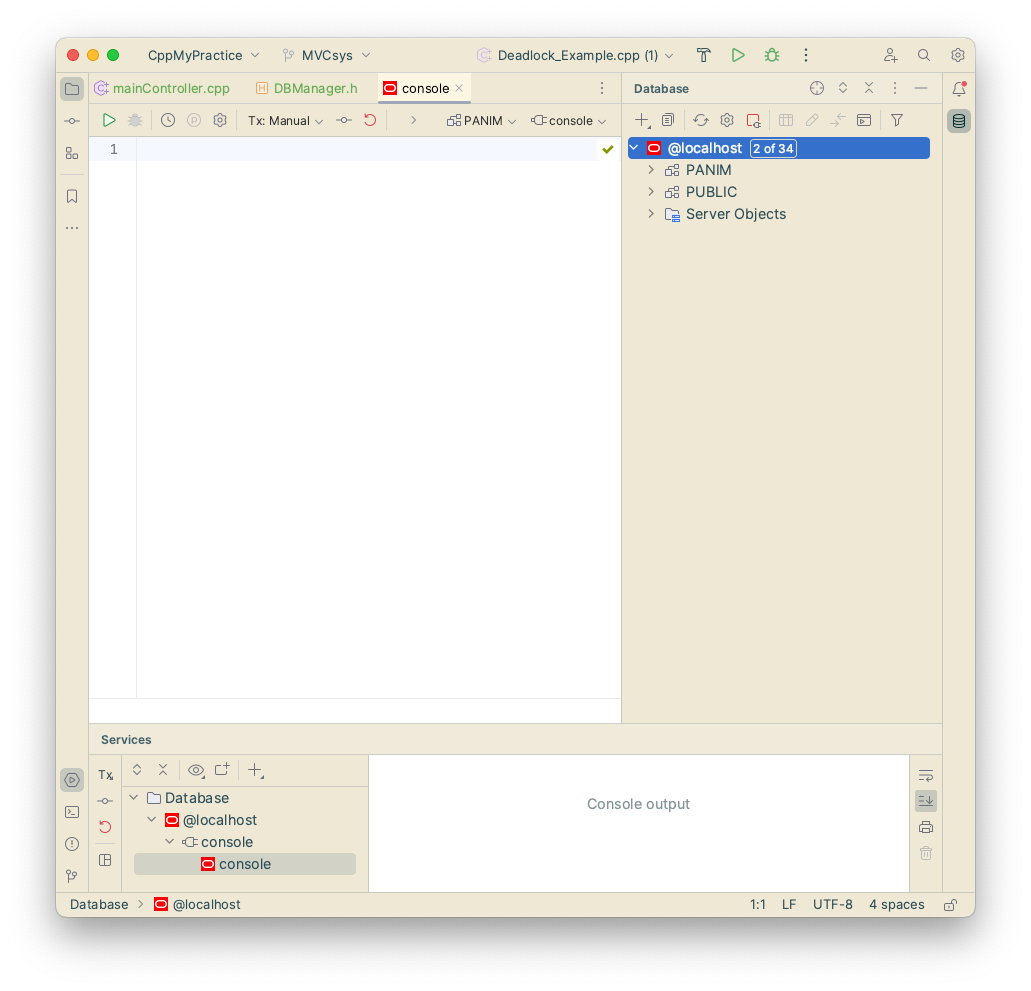 CppMyPractice MVCsys Deadlock_Example.cpp (1)
mainController.cpp DBManager.h console Database
Tx: Manual PANIM console
1
@localhost 2 of 34
PANIM
PUBLIC
Server Objects
Services
Tx
Database
@localhost
console
console
Console output
Database @localhost 1:1 LF UTF-8 4 spaces